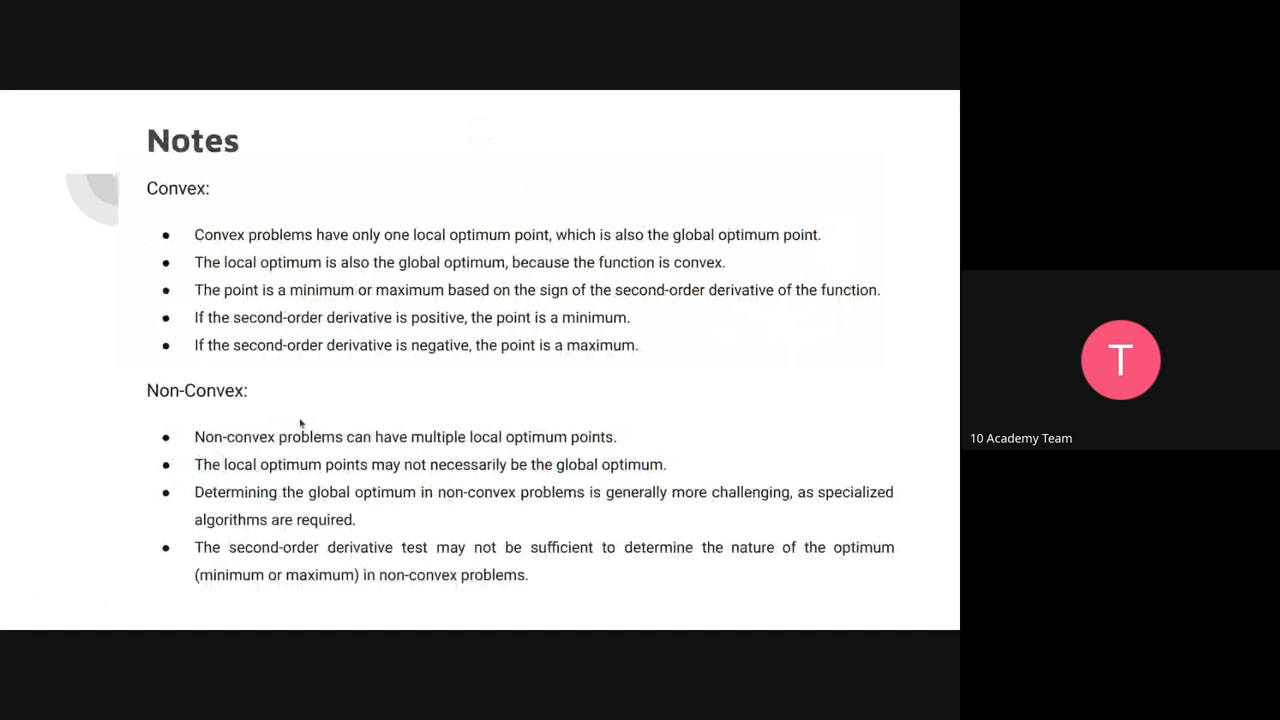 Notes
Convex:
● Convex problems have only one local optimum point, which is also the global optimum point.
● The local optimum is also the global optimum, because the function is convex.
● The point is a minimum or maximum based on the sign of the second-order derivative of the function.
● If the second-order derivative is positive, the point is a minimum.
● If the second-order derivative is negative, the point is a maximum.
Non-Convex:
● Non-convex problems can have multiple local optimum points.
● The local optimum points may not necessarily be the global optimum.
● Determining the global optimum in non-convex problems is generally more challenging, as specialized
algorithms are required.
● The second-order derivative test may not be sufficient to determine the nature of the optimum
(minimum or maximum) in non-convex problems.
T
10 Academy Team